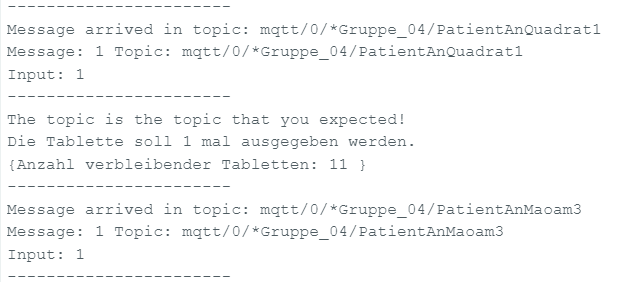 -----------------------
Message arrived in topic: mqtt/0/*Gruppe_04/PatientAnQuadrat1
Message: 1 Topic: mqtt/0/*Gruppe_04/PatientAnQuadrat1
Input: 1
-----------------------
The topic is the topic that you expected!
Die Tablette soll 1 mal ausgegeben werden.
{Anzahl verbleibender Tabletten: 11 }
-----------------------
Message arrived in topic: mqtt/0/*Gruppe_04/PatientAnMaoam3
Message: 1 Topic: mqtt/0/*Gruppe_04/PatientAnMaoam3
Input: 1
-----------------------